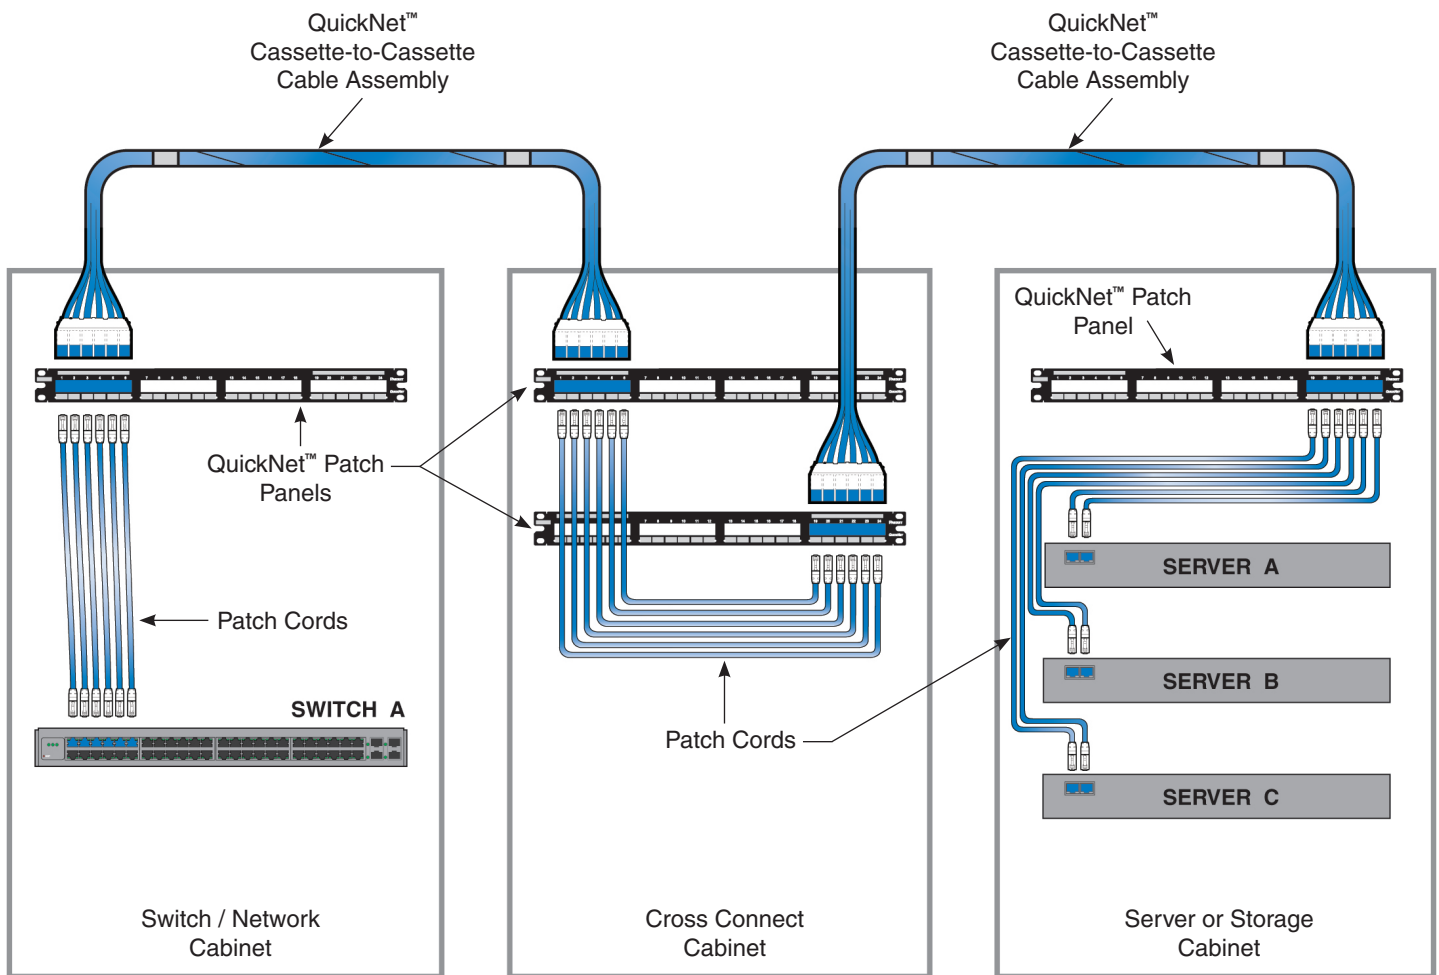 QuickNet™
Cassette-to-Cassette
Cable Assembly
QuickNet™
Cassette-to-Cassette
Cable Assembly
QuickNet™ Patch
Panel
QuickNet™ Patch
Panels
Patch Cords
SWITCH A
Patch Cords
SERVER A
SERVER B
SERVER C
Switch / Network
Cabinet
Cross Connect
Cabinet
Server or Storage
Cabinet